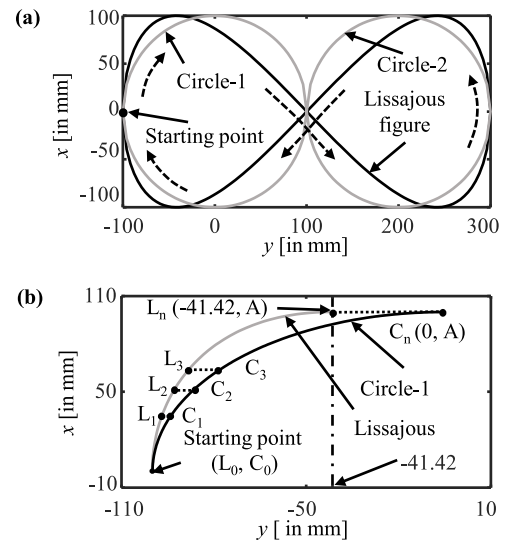 (a)
100
50
0
-50
-100
x [in mm]
Circle-1
Circle-2
Starting point
Lissajous
figure
-100
0
100
200
300
y [ in mm]
(b)
110
50
-10
x [in mm]
Lₙ (-41.42, A)
Cₙ (0, A)
L₃
C₃
L₂
C₂
L₁
C₁
Circle-1
Lissajous
Starting point
(L₀, C₀)
-41.42
-110
-50
10
y [ in mm]